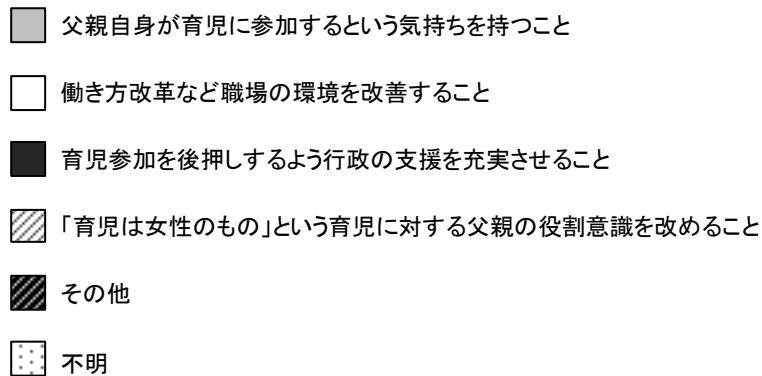 父親自身が育児に参加するという気持ちを持つこと
働き方改革など職場の環境を改善すること
育児参加を後押しするよう行政の支援を充実させること
「育児は女性のもの」という育児に対する父親の役割意識を改めること
その他
不明